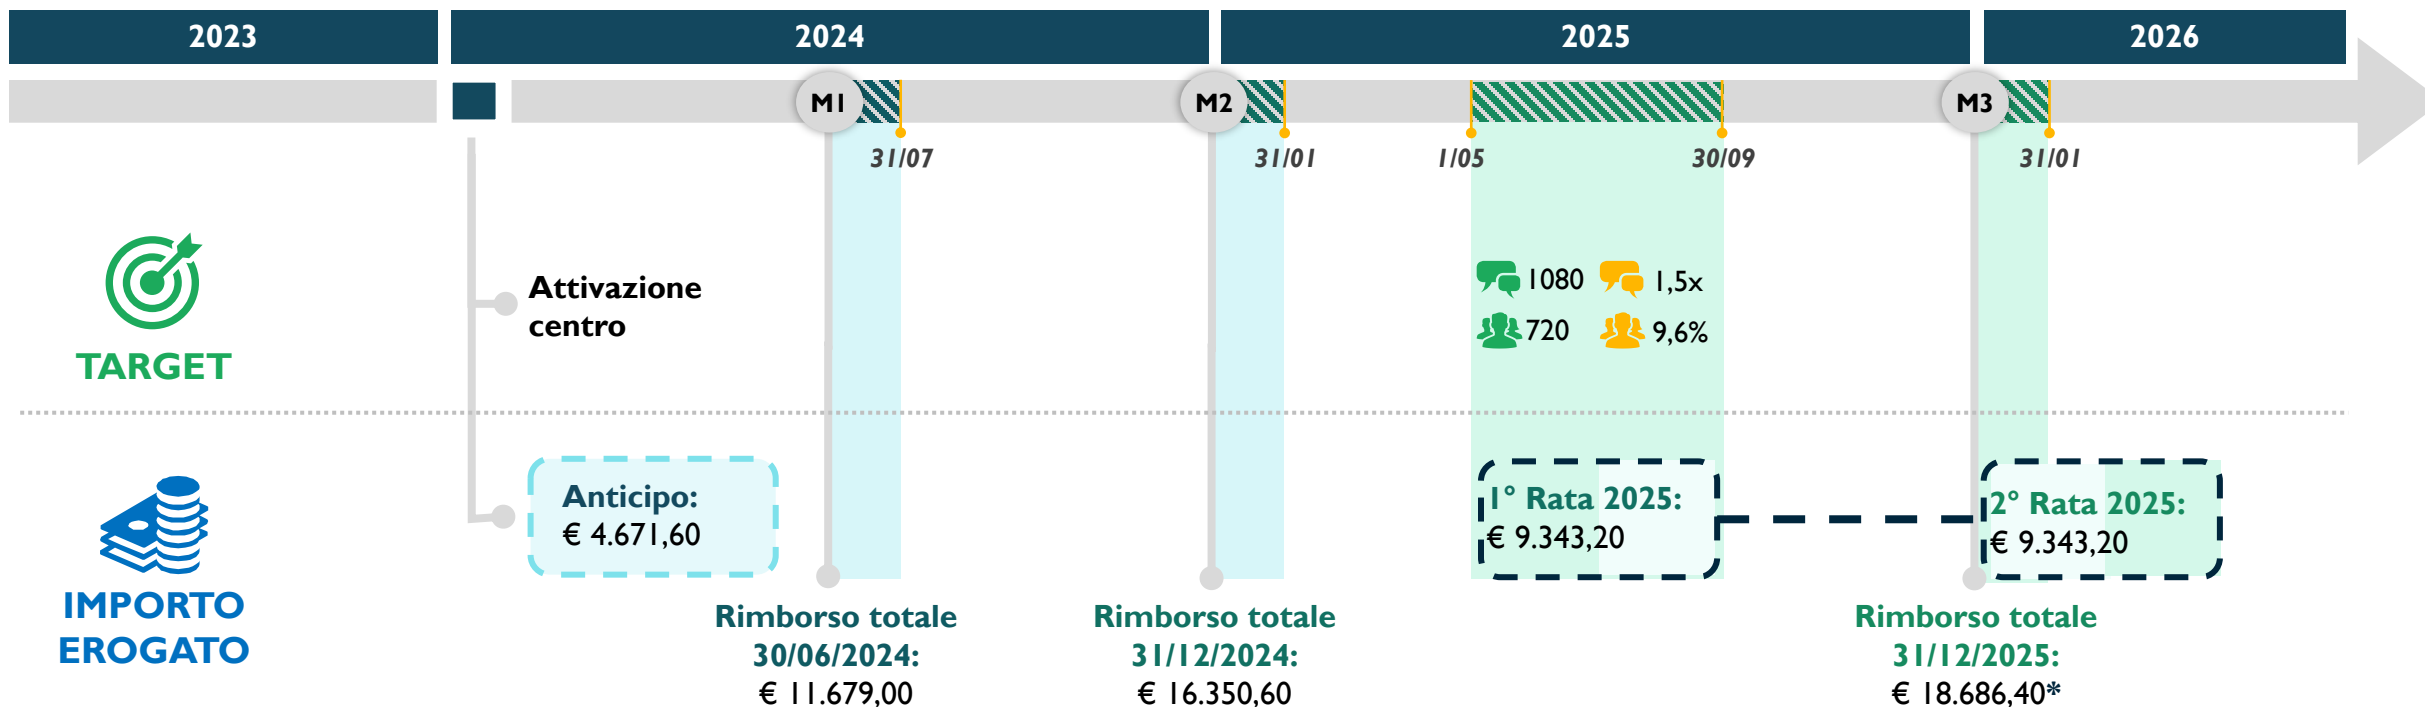 2023
2024
2025
2026
M1
M2
M3
31/07
31/01
1/05
30/09
31/01
TARGET
Attivazione
centro
1080
1,5x
720
9,6%
IMPORTO
EROGATO
Anticipo:
€ 4.671,60
1° Rata 2025:
€ 9.343,20
2° Rata 2025:
€ 9.343,20
Rimborso totale
30/06/2024:
€ 11.679,00
Rimborso totale
31/12/2024:
€ 16.350,60
Rimborso totale
31/12/2025:
€ 18.686,40*